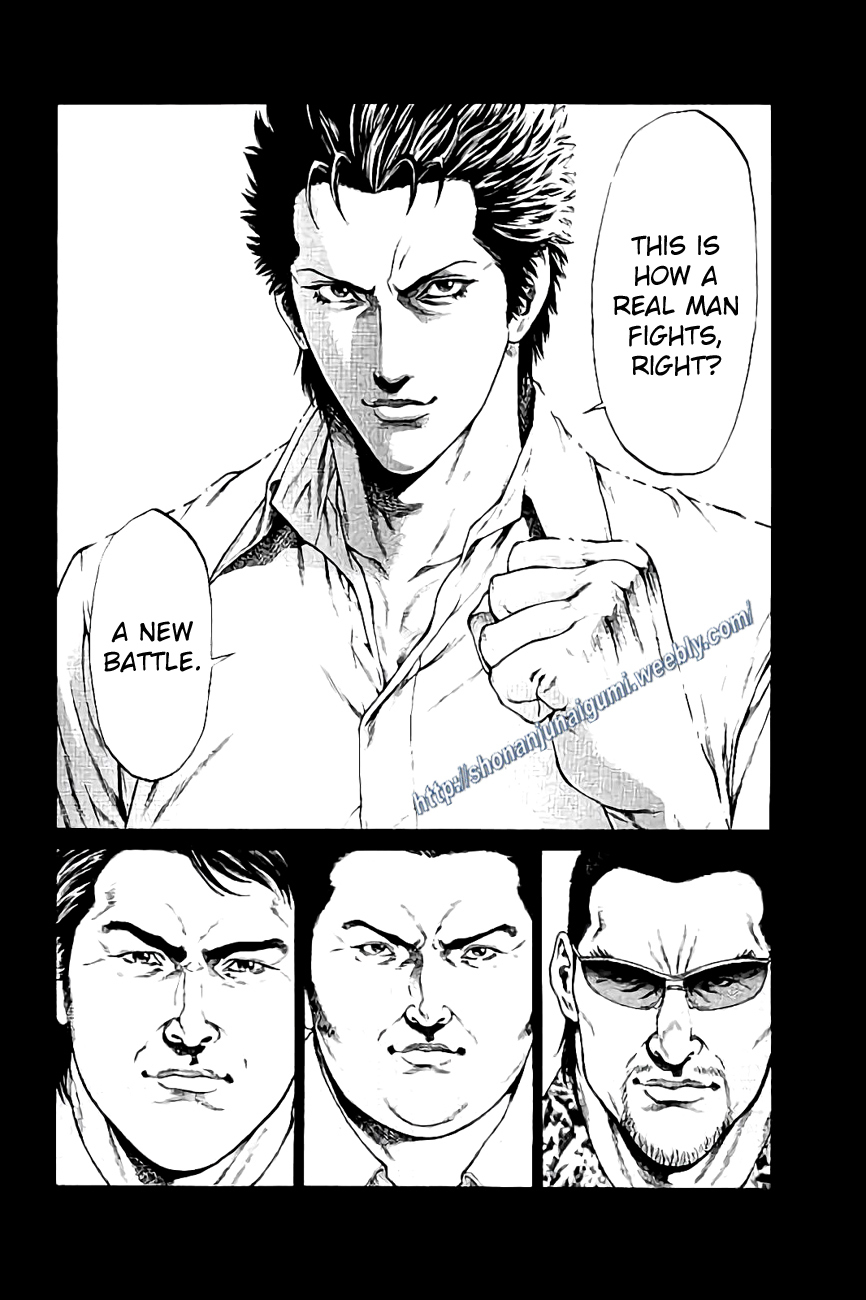 THIS IS
HOW A
REAL MAN
FIGHTS,
RIGHT?
A NEW
BATTLE.
http://shonanjunaigumi.weebly.com/